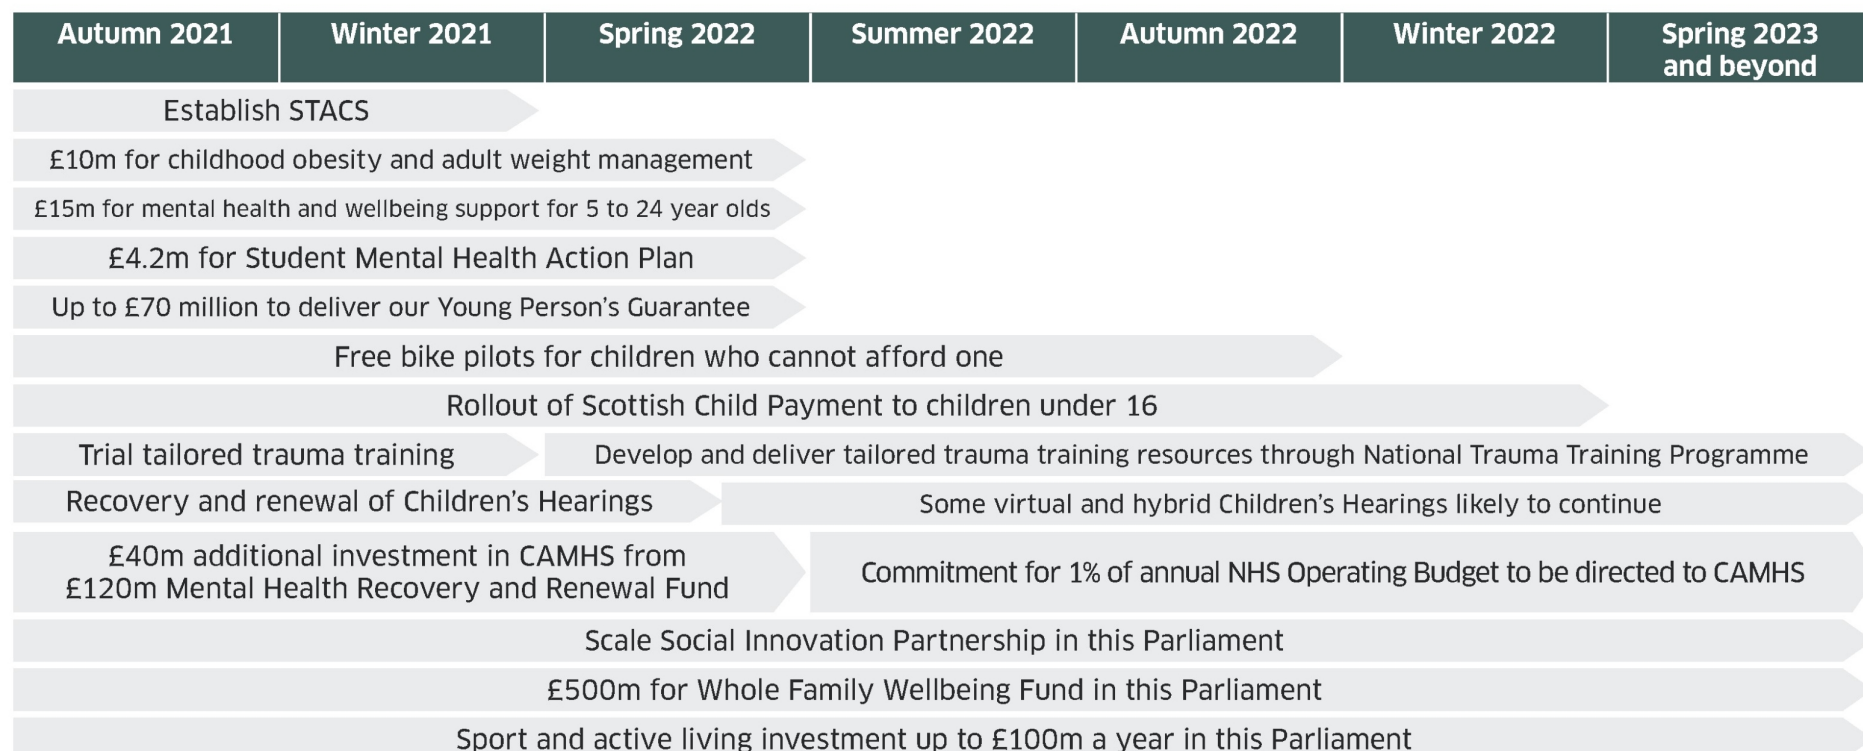 Autumn 2021
Winter 2021
Spring 2022
Summer 2022
Autumn 2022
Winter 2022
Spring 2023
and beyond
Establish STACS
£10m for childhood obesity and adult weight management
£15m for mental health and wellbeing support for 5 to 24 year olds
£4.2m for Student Mental Health Action Plan
Up to £70 million to deliver our Young Person’s Guarantee
Free bike pilots for children who cannot afford one
Rollout of Scottish Child Payment to children under 16
Trial tailored trauma training
Develop and deliver tailored trauma training resources through National Trauma Training Programme
Recovery and renewal of Children’s Hearings
Some virtual and hybrid Children’s Hearings likely to continue
£40m additional investment in CAMHS from
£120m Mental Health Recovery and Renewal Fund
Commitment for 1% of annual NHS Operating Budget to be directed to CAMHS
Scale Social Innovation Partnership in this Parliament
£500m for Whole Family Wellbeing Fund in this Parliament
Sport and active living investment up to £100m a year in this Parliament